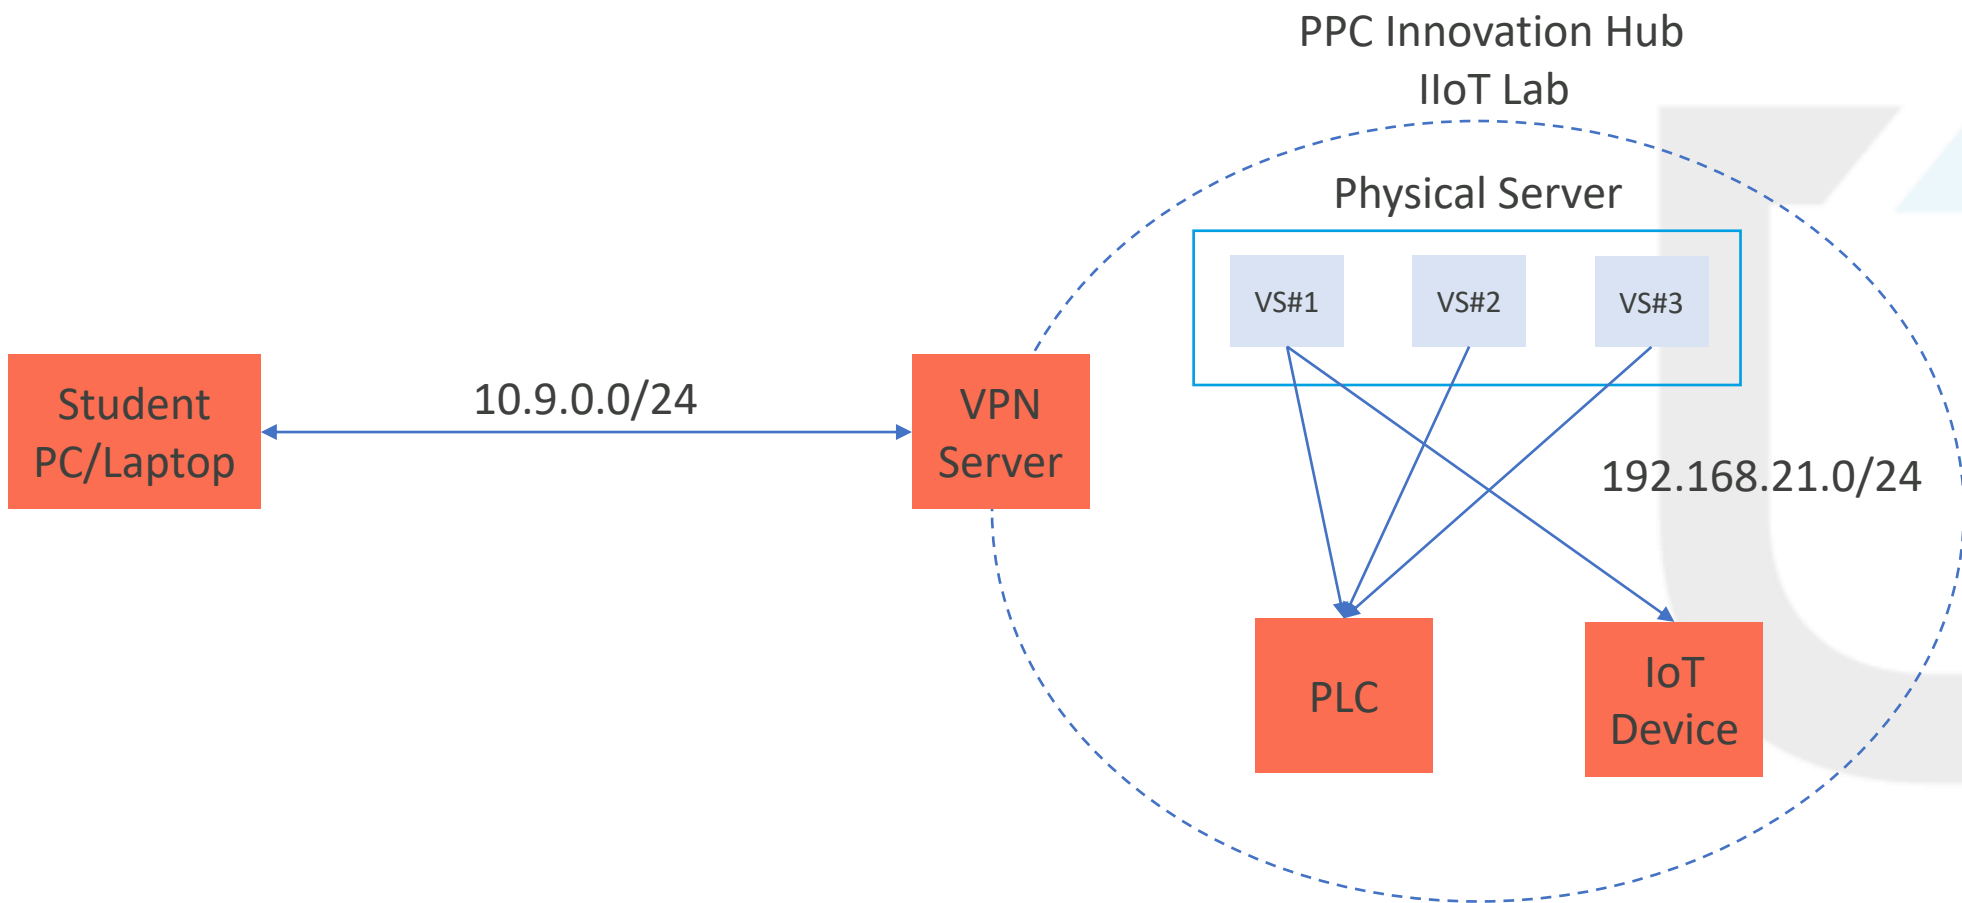 PPC Innovation Hub
IIoT Lab
Physical Server
VS#1
VS#2
VS#3
Student
PC/Laptop
10.9.0.0/24
VPN
Server
192.168.21.0/24
PLC
IoT
Device